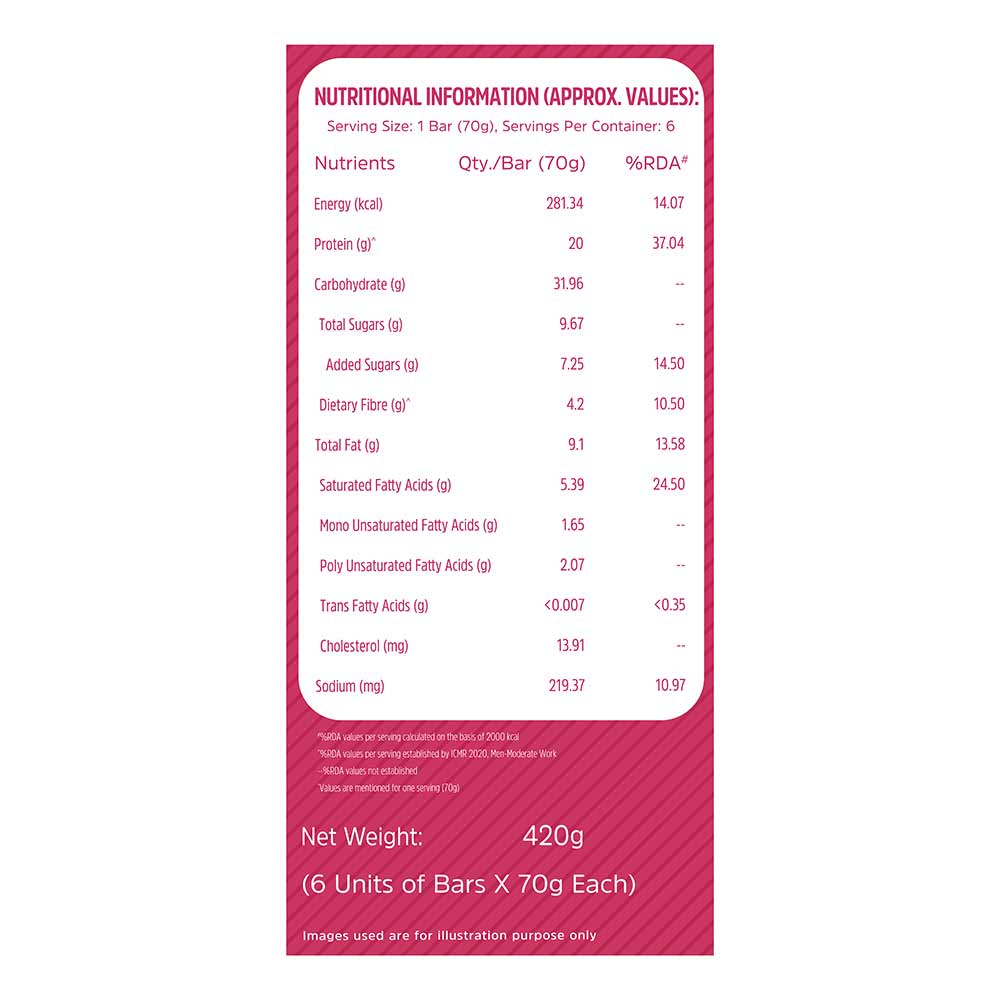 NUTRITIONAL INFORMATION (APPROX. VALUES):
Serving Size: 1 Bar (70g), Servings Per Container: 6
Nutrients Qty./Bar (70g) %RDA#
Energy (kcal) 281.34 14.07
Protein (g)^ 20 37.04
Carbohydrate (g) 31.96 --
Total Sugars (g) 9.67 --
Added Sugars (g) 7.25 14.50
Dietary Fibre (g)^ 4.2 10.50
Total Fat (g) 9.1 13.58
Saturated Fatty Acids (g) 5.39 24.50
Mono Unsaturated Fatty Acids (g) 1.65 --
Poly Unsaturated Fatty Acids (g) 2.07 --
Trans Fatty Acids (g) <0.007 <0.35
Cholesterol (mg) 13.91 --
Sodium (mg) 219.37 10.97
#%RDA values per serving calculated on the basis of 2000 kcal
^%RDA values per serving established by ICMR 2020, Men-Moderate Work
--%RDA values not established
^Values are mentioned for one serving (70g)
Net Weight: 420g
(6 Units of Bars X 70g Each)
Images used are for illustration purpose only